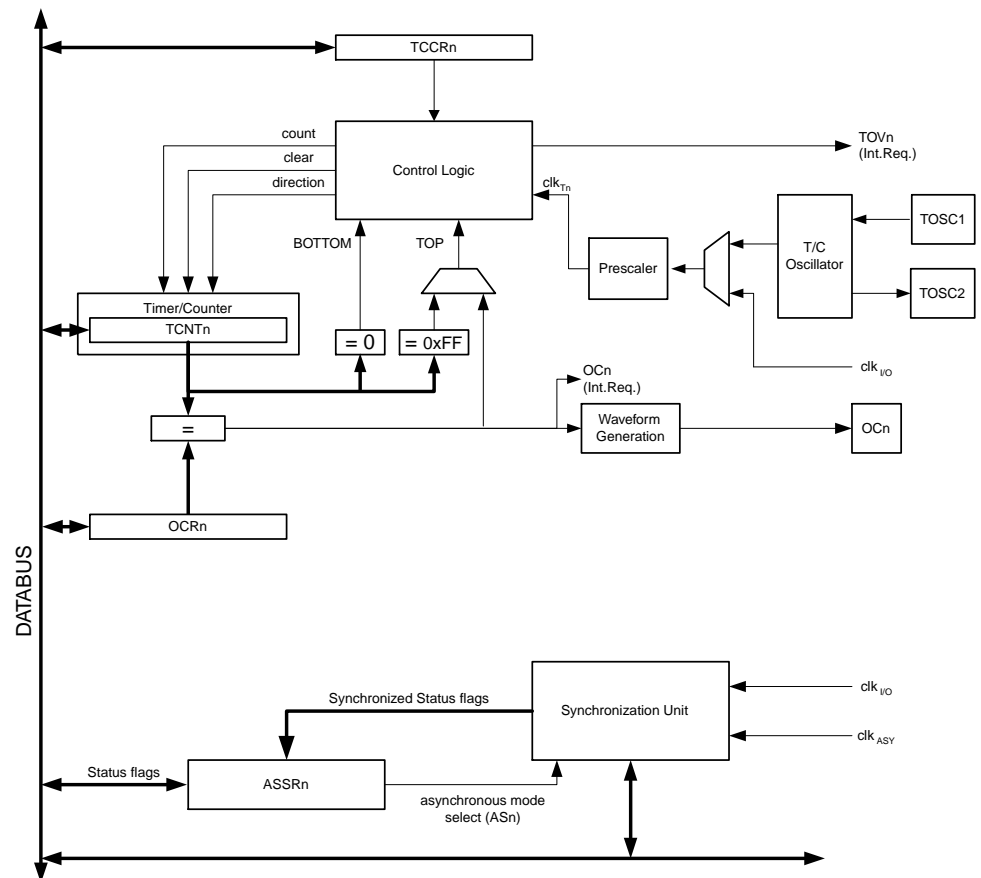 TCCRn
count
clear
direction
Control Logic
TOVn
(Int.Req.)
clkTn
BOTTOM
TOP
TOSC1
T/C
Oscillator
Prescaler
TOSC2
Timer/Counter
TCNTn
= 0
= 0xFF
clkI/O
OCn
(Int.Req.)
=
Waveform
Generation
OCn
OCRn
DATABUS
Synchronized Status flags
Synchronization Unit
clkI/O
clkASY
Status flags
ASSRn
asynchronous mode
select (ASn)